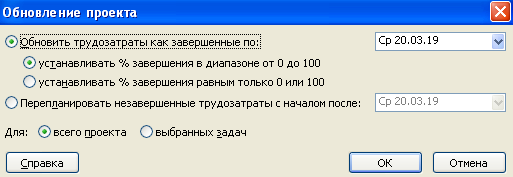 Обновление проекта
Обновить трудозатраты как завершенные по: Ср 20.03.19
устанавливать % завершения в диапазоне от 0 до 100
устанавливать % завершения равным только 0 или 100
Перепланировать незавершенные трудозатраты с началом после: Ср 20.03.19
Для: всего проекта выбранных задач
Справка ОК Отмена